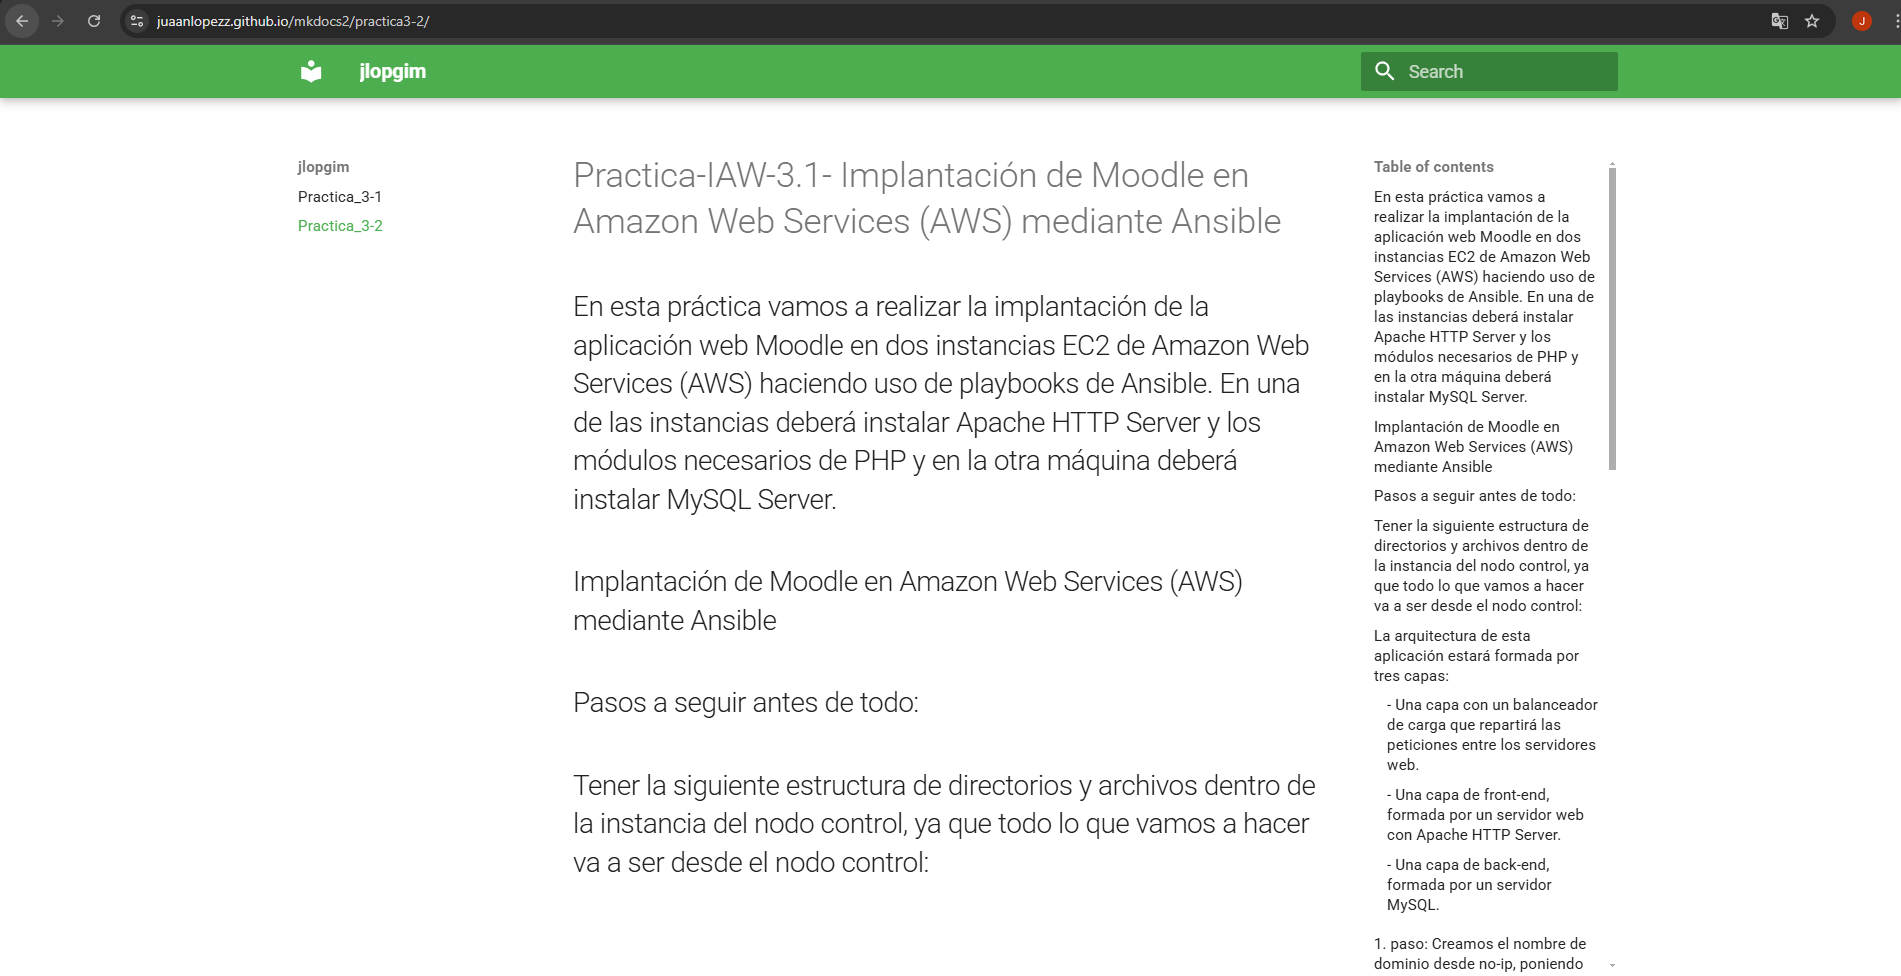 juaanlopezz.github.io/mkdocs2/practica3-2/
J
jlopgim
Search
jlopgim
Practica_3-1
Practica_3-2
Practica-IAW-3.1- Implantación de Moodle en
Amazon Web Services (AWS) mediante Ansible
En esta práctica vamos a realizar la implantación de la
aplicación web Moodle en dos instancias EC2 de Amazon Web
Services (AWS) haciendo uso de playbooks de Ansible. En una
de las instancias deberá instalar Apache HTTP Server y los
módulos necesarios de PHP y en la otra máquina deberá
instalar MySQL Server.
Implantación de Moodle en Amazon Web Services (AWS)
mediante Ansible
Pasos a seguir antes de todo:
Tener la siguiente estructura de directorios y archivos dentro de
la instancia del nodo control, ya que todo lo que vamos a hacer
va a ser desde el nodo control:
Table of contents
En esta práctica vamos a
realizar la implantación de la
aplicación web Moodle en dos
instancias EC2 de Amazon Web
Services (AWS) haciendo uso de
playbooks de Ansible. En una de
las instancias deberá instalar
Apache HTTP Server y los
módulos necesarios de PHP y
en la otra máquina deberá
instalar MySQL Server.
Implantación de Moodle en
Amazon Web Services (AWS)
mediante Ansible
Pasos a seguir antes de todo:
Tener la siguiente estructura de
directorios y archivos dentro de
la instancia del nodo control, ya
que todo lo que vamos a hacer
va a ser desde el nodo control:
La arquitectura de esta
aplicación estará formada por
tres capas:
- Una capa con un balanceador
de carga que repartirá las
peticiones entre los servidores
web.
- Una capa de front-end,
formada por un servidor web
con Apache HTTP Server.
- Una capa de back-end,
formada por un servidor
MySQL.
1. paso: Creamos el nombre de
dominio desde no-ip, poniendo